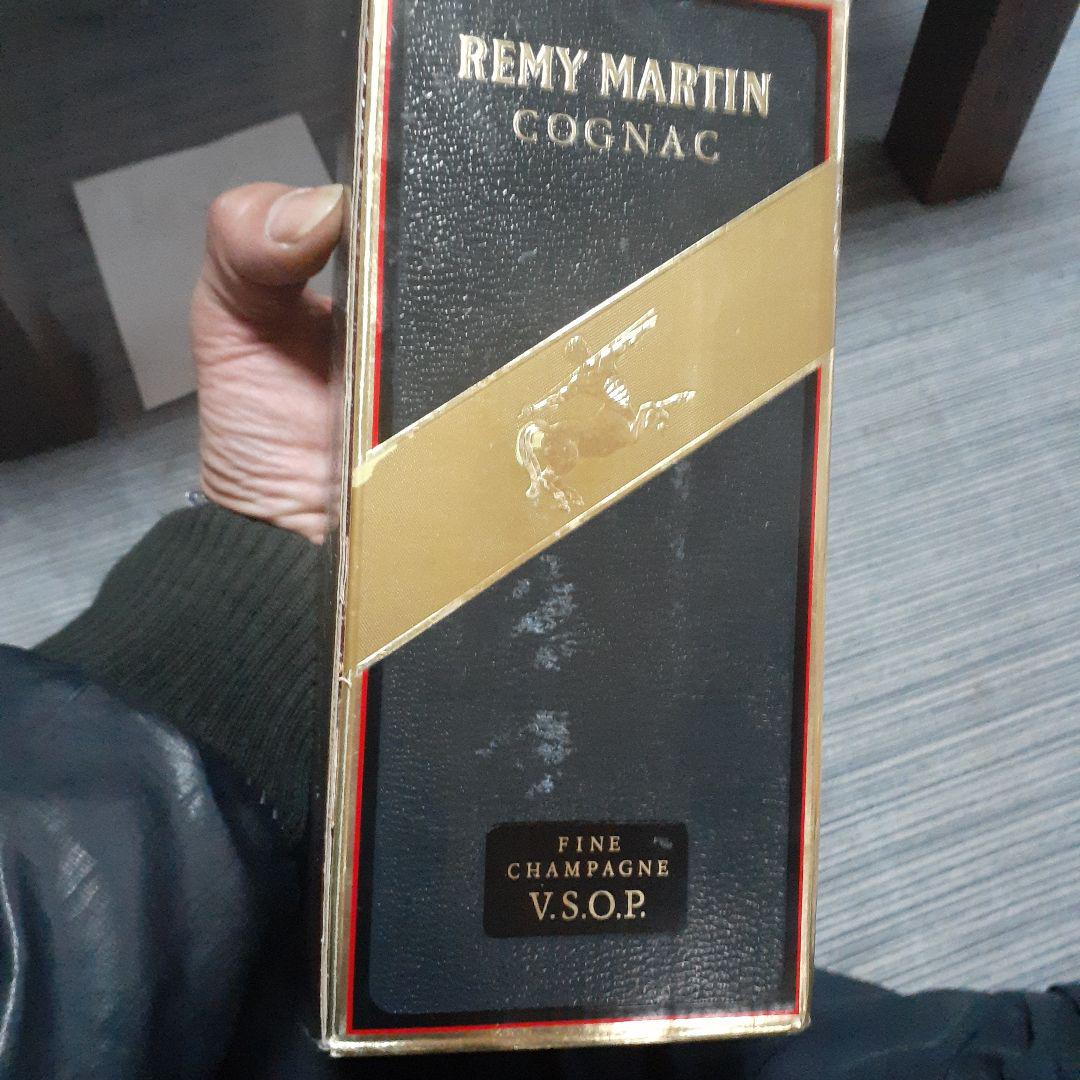 REMY MARTIN
COGNAC
FINE
CHAMPAGNE
V.S.O.P.